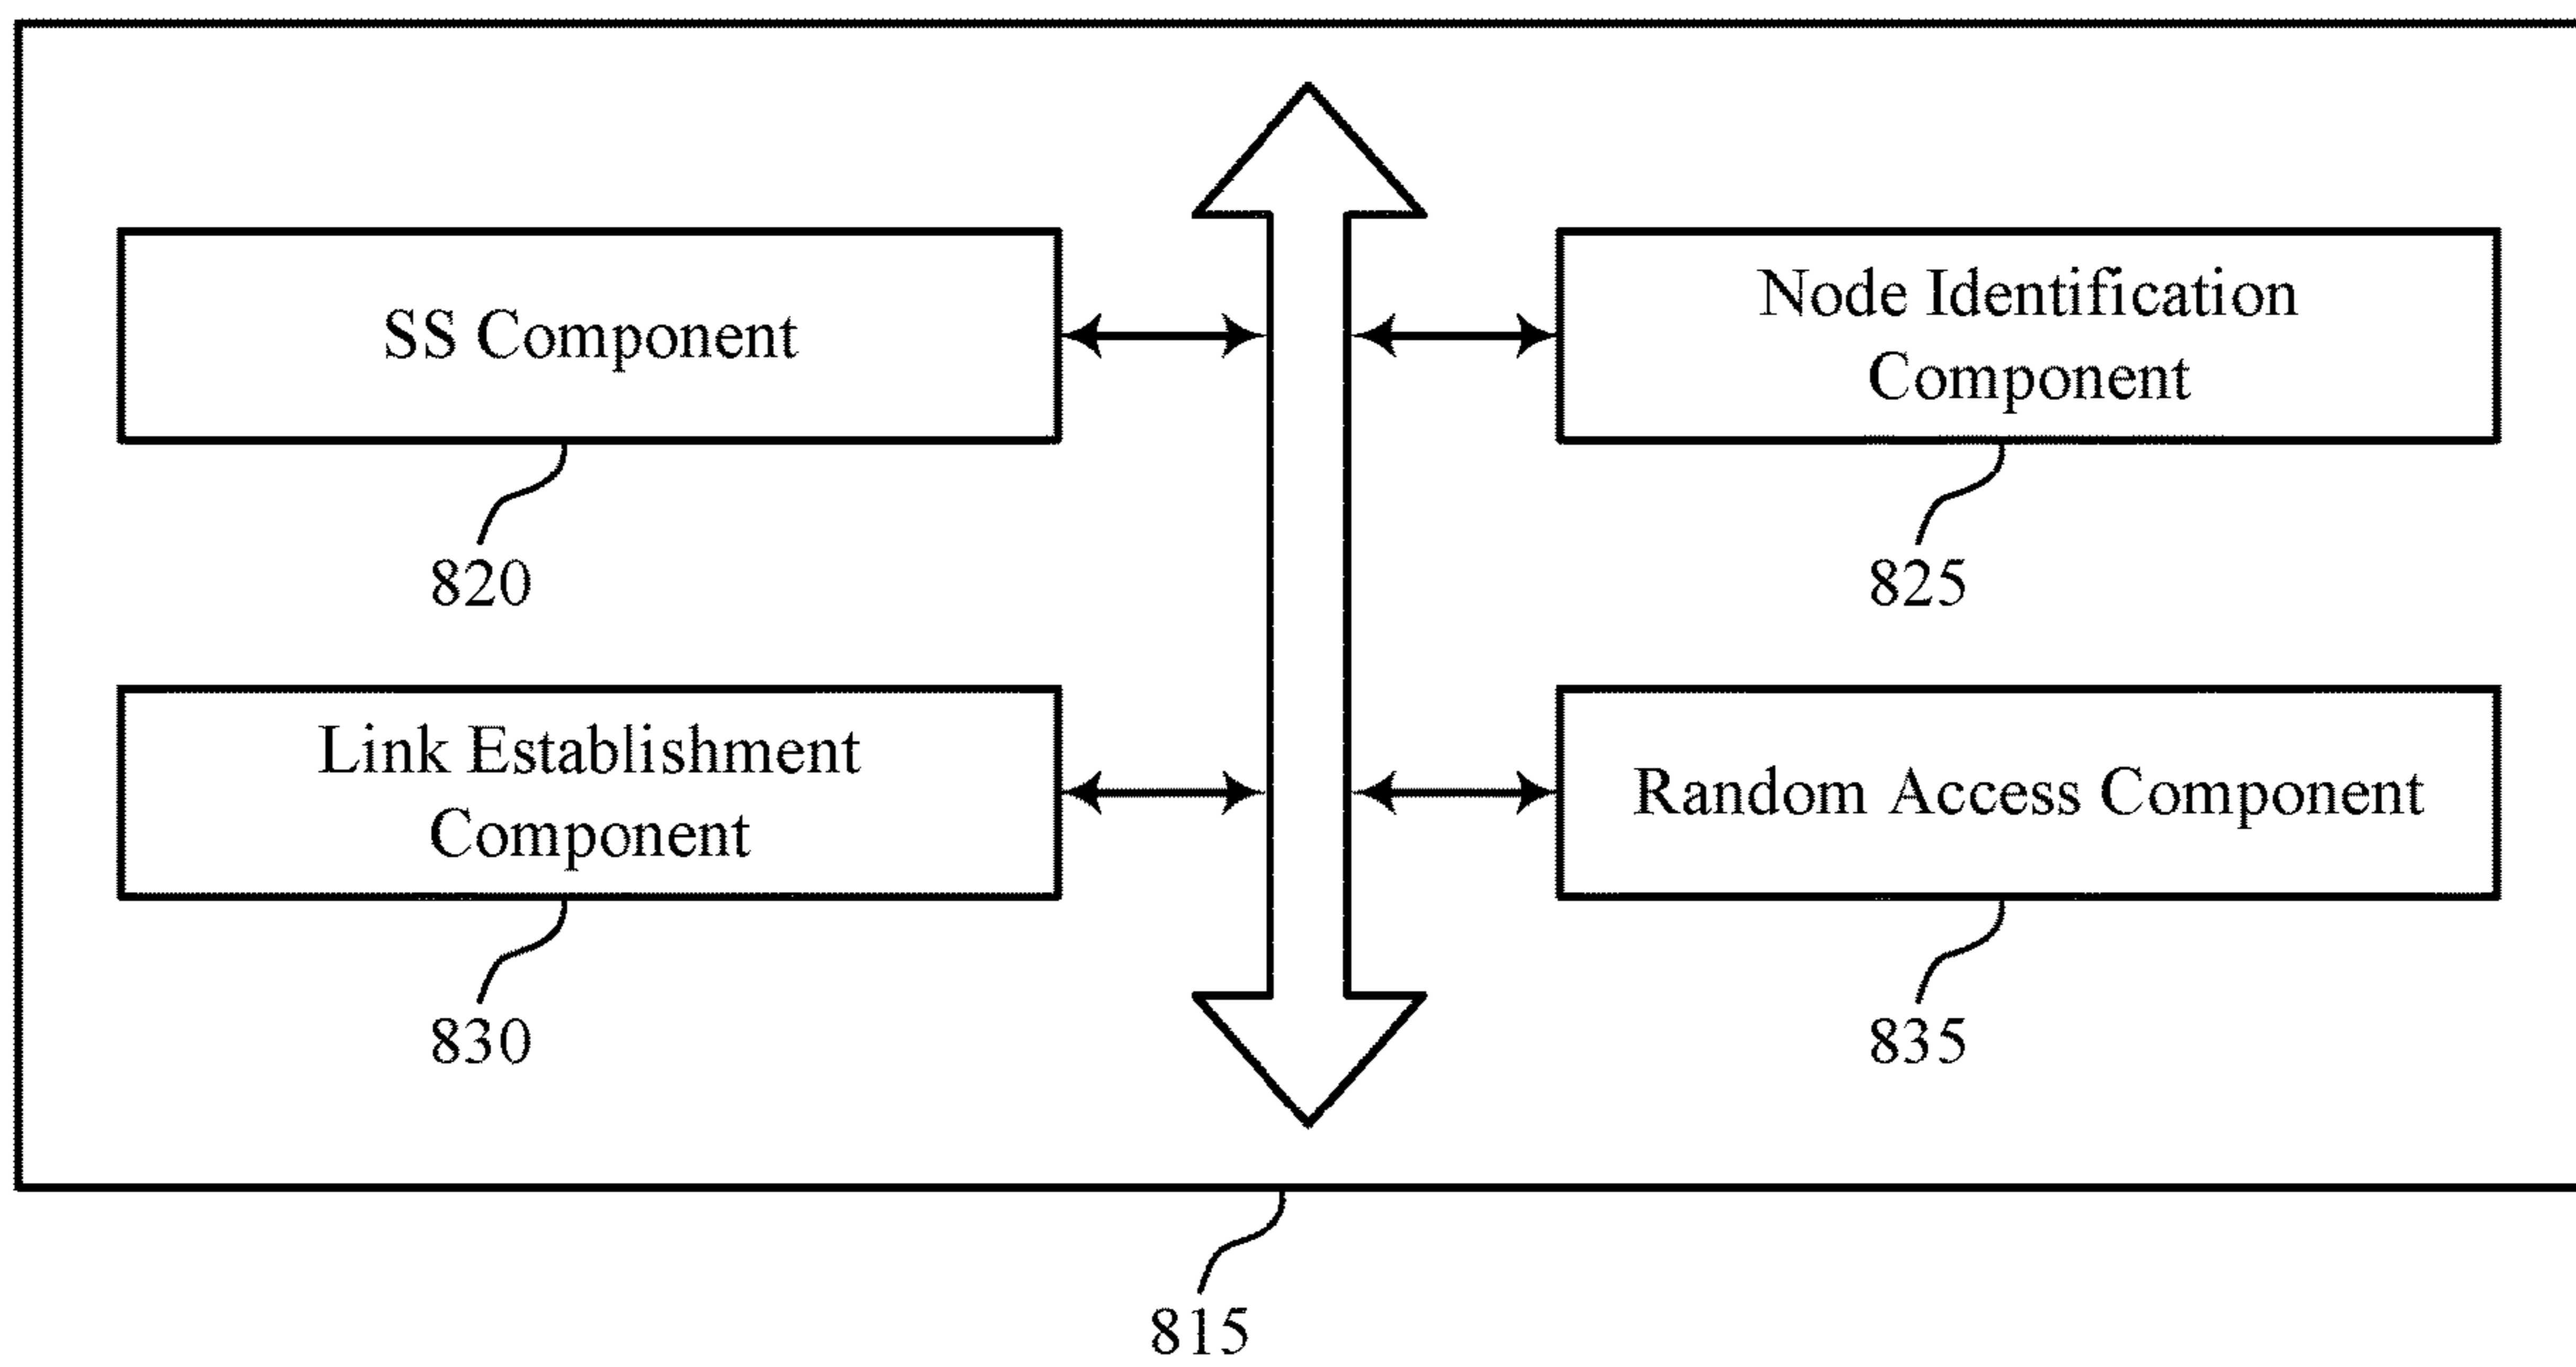 SS Component
820
Node Identification
Component
825
Link Establishment
Component
830
Random Access Component
835
815